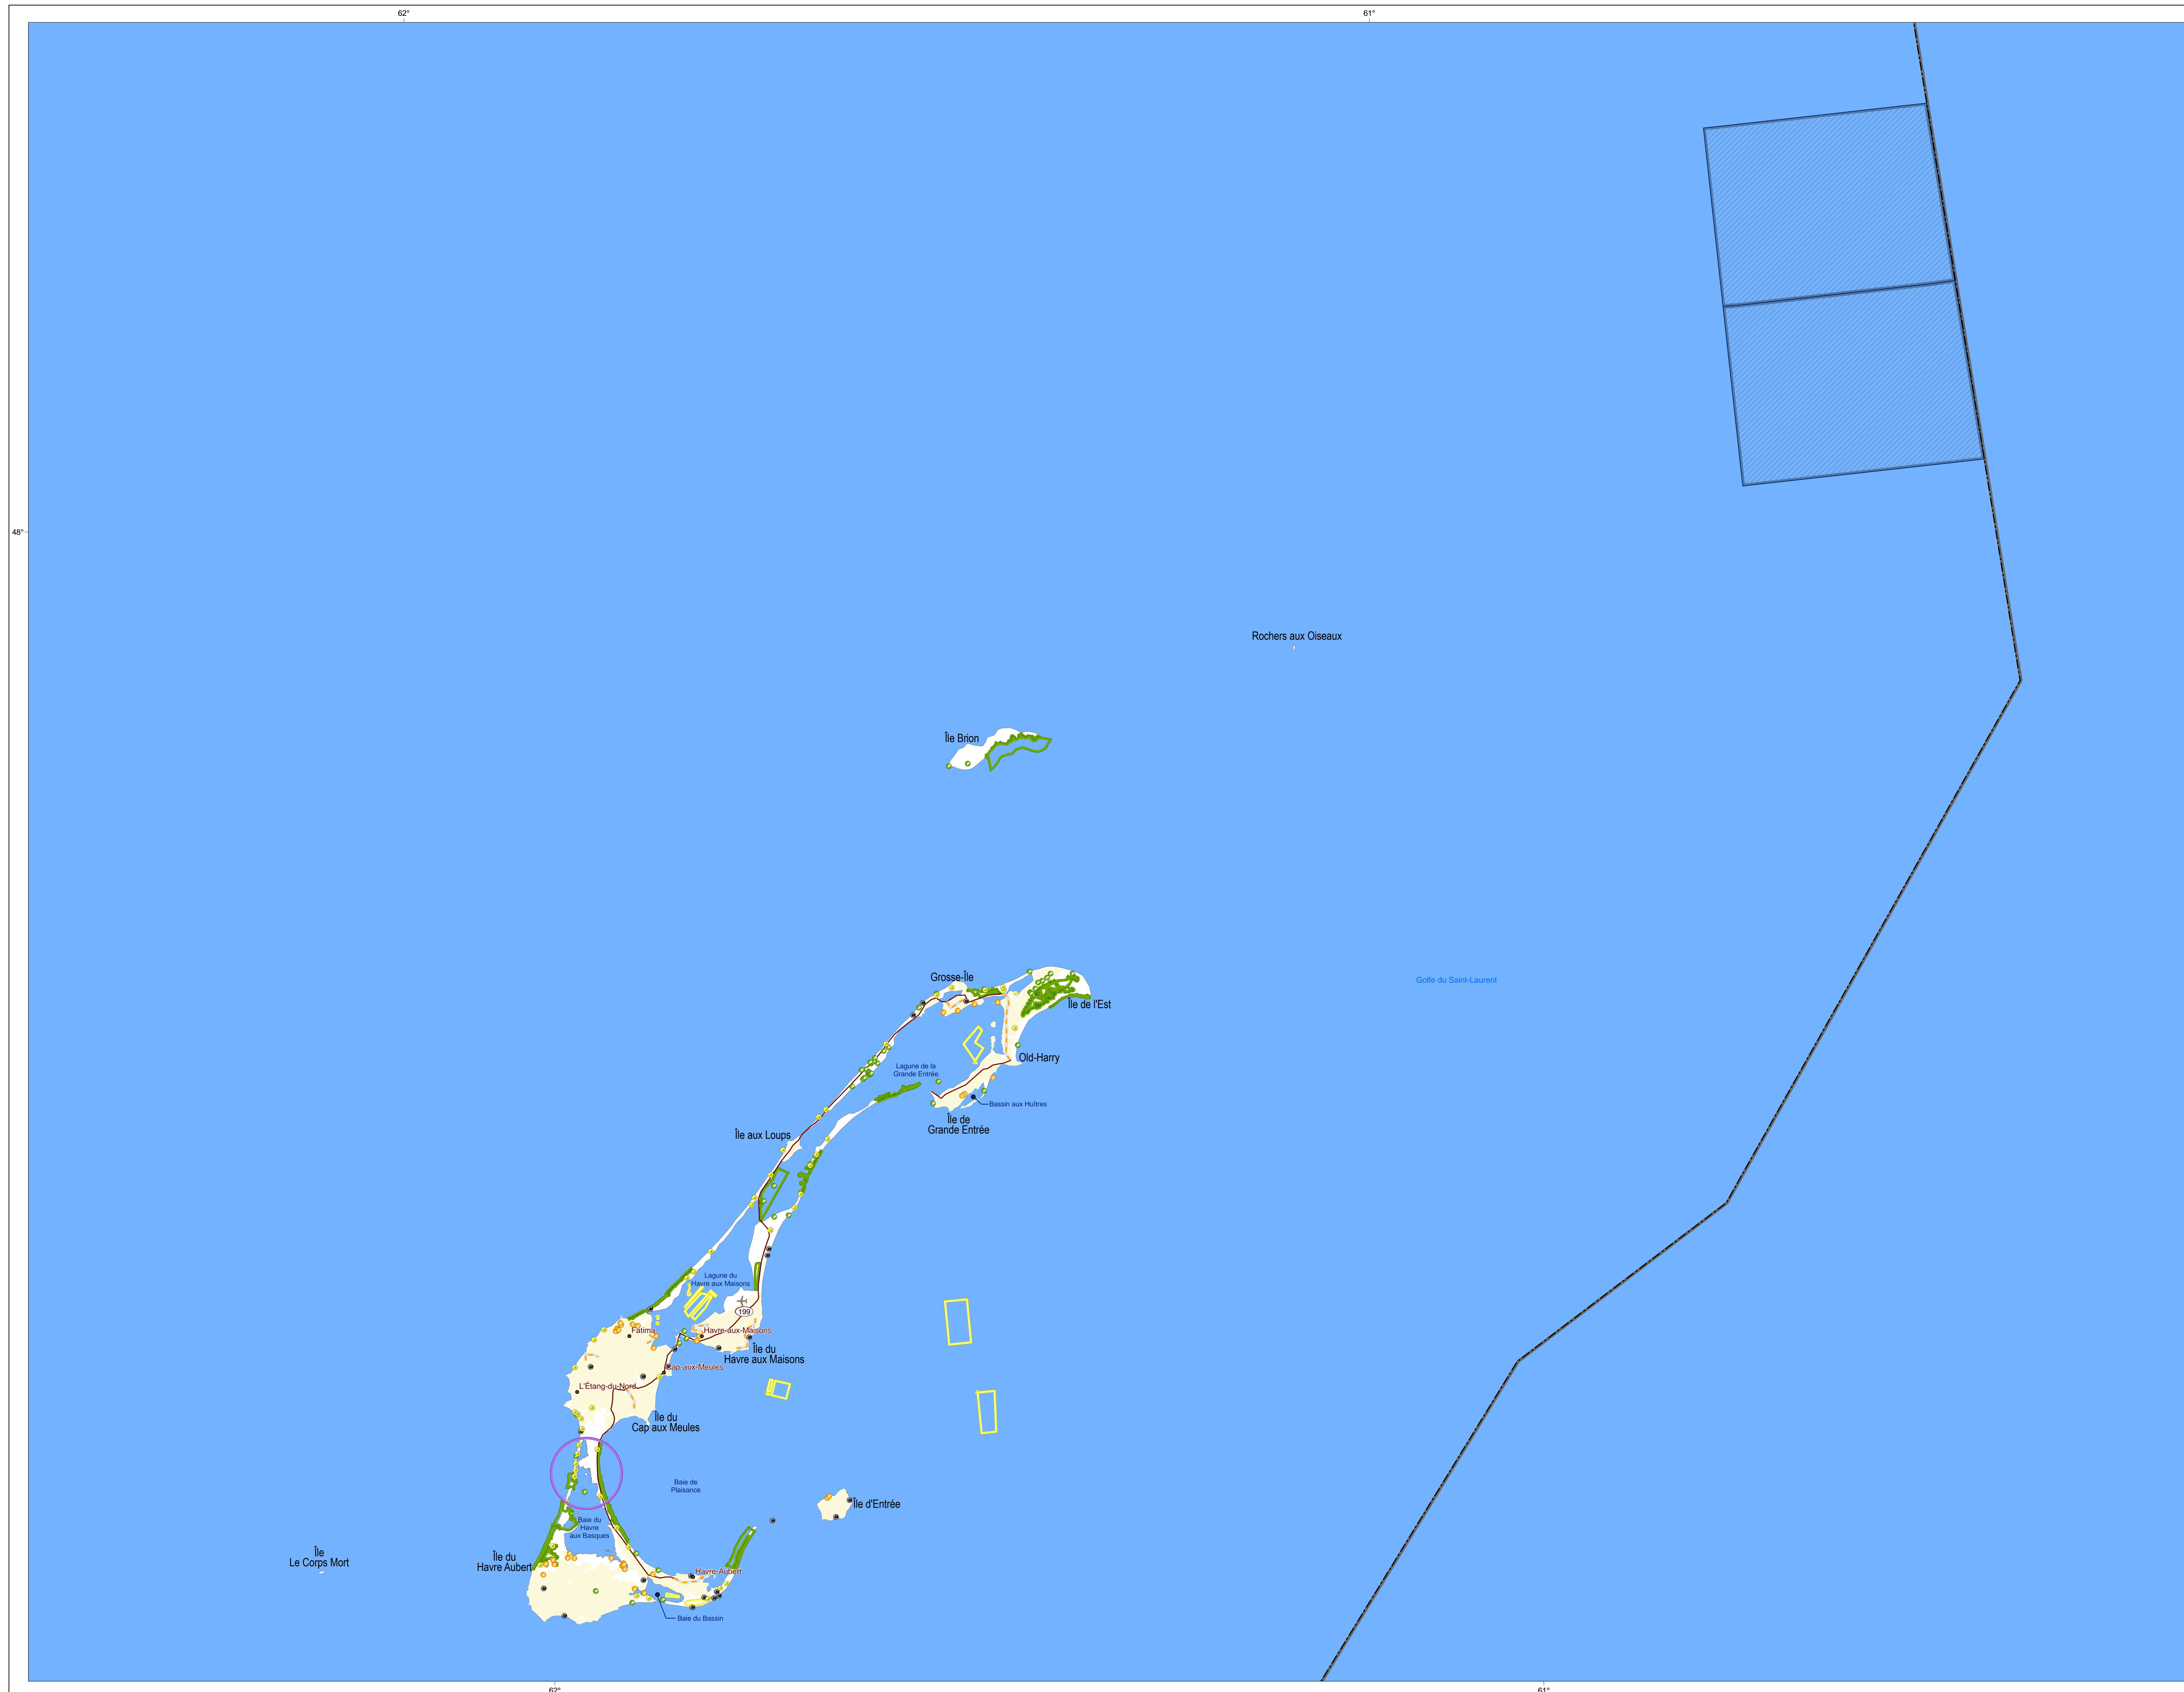 62°
61°
48°
Rochers aux Oiseaux
Île Brion
Grosse-Île
Golfe du Saint-Laurent
Île de l'Est
Old-Harry
Lagune de la
Grande Entrée
Bassin aux Huîtres
Île de
Grande Entrée
Île aux Loups
Lagune du
Havre aux Maisons
199
Fatima
Havre-aux-Maisons
Île du
Havre aux Maisons
Cap-aux-Meules
L'Étang-du-Nord
Île du
Cap aux Meules
Baie de
Plaisance
Île d'Entrée
Baie du
Havre
aux Basques
Île
Le Corps Mort
Île du
Havre Aubert
Havre-Aubert
Baie du Bassin
62°
61°